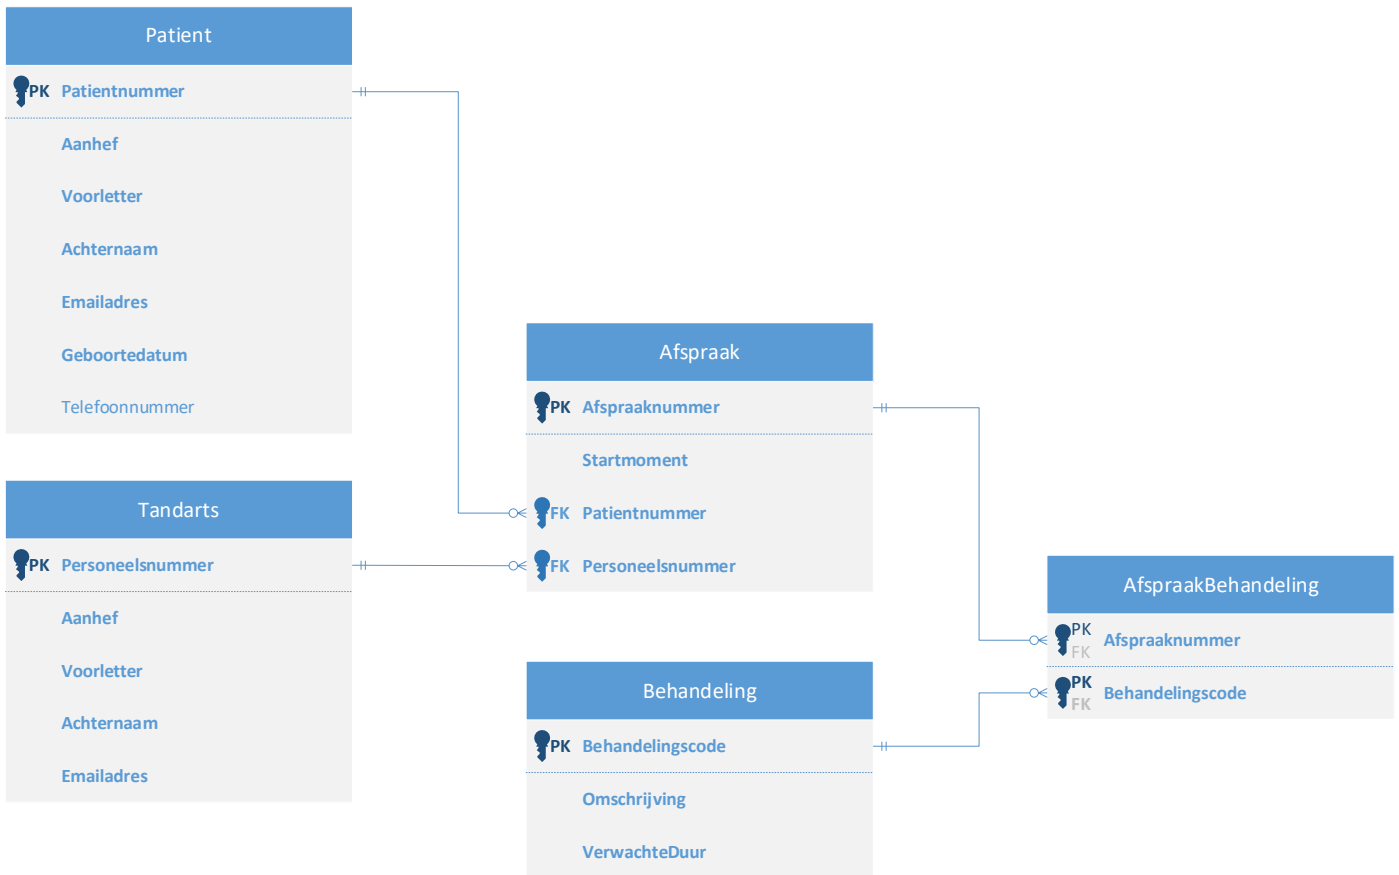 Patient
PK Patientnummer
Aanhef
Voorletter
Achternaam
Emailadres
Geboortedatum
Telefoonnummer
Tandarts
PK Personeelsnummer
Aanhef
Voorletter
Achternaam
Emailadres
Afspraak
PK Afspraaknummer
Startmoment
FK Patientnummer
FK Personeelsnummer
Behandeling
PK Behandelingscode
Omschrijving
VerwachteDuur
AfspraakBehandeling
PK
FK Afspraaknummer
PK
FK Behandelingscode